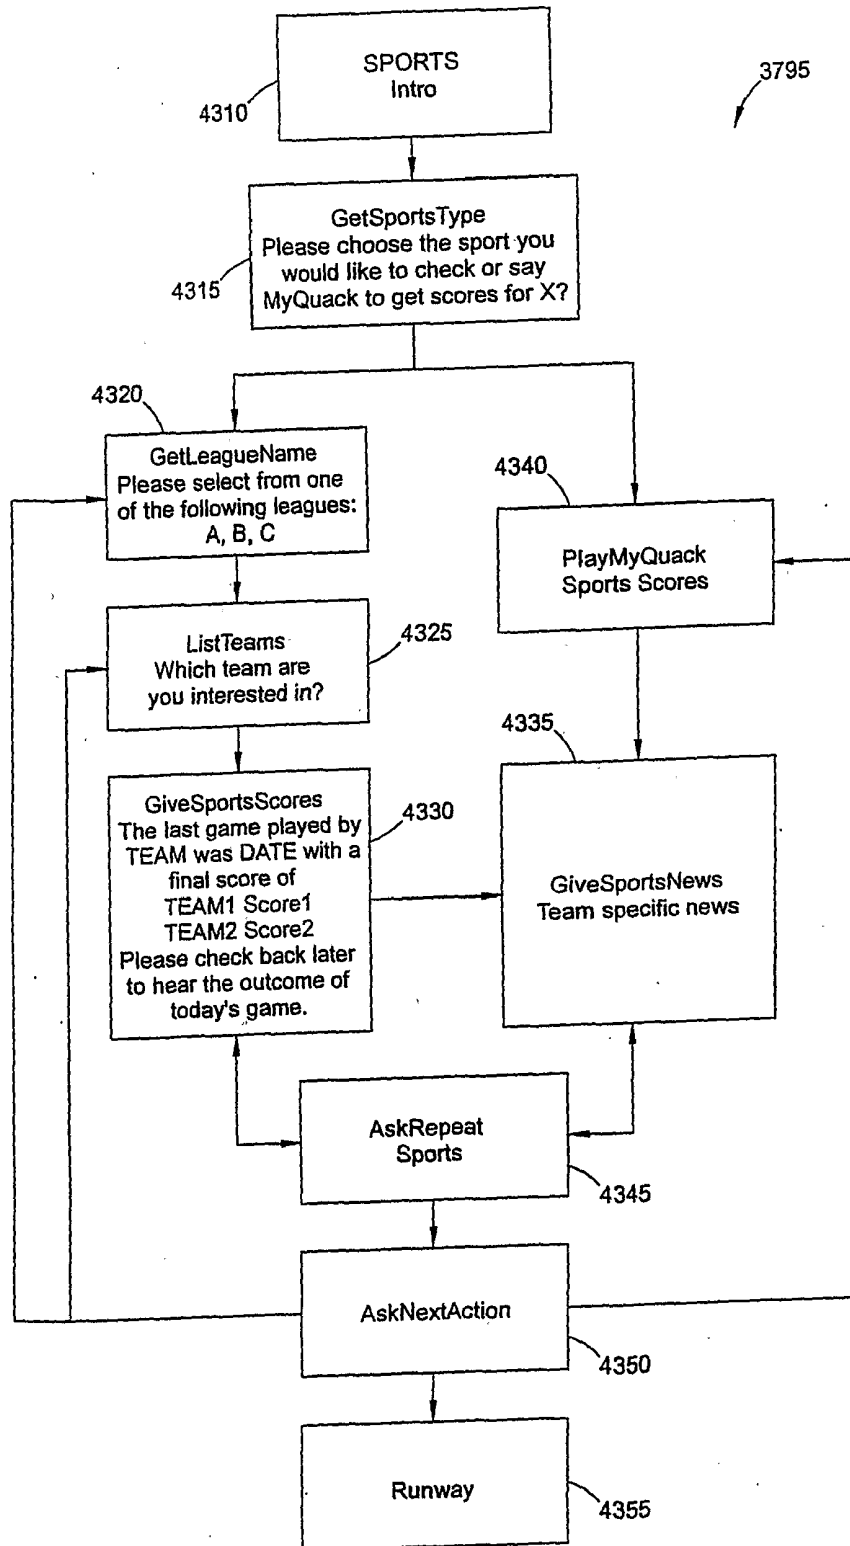 SPORTS
Intro
4310
3795
GetSportsType
Please choose the sport you
would like to check or say
MyQuack to get scores for X?
4315
4320
GetLeagueName
Please select from one
of the following leagues:
A, B, C
4340
PlayMyQuack
Sports Scores
ListTeams
Which team are
you interested in?
4325
4335
GiveSportsScores
The last game played by
TEAM was DATE with a
final score of
TEAM1 Score1
TEAM2 Score2
Please check back later
to hear the outcome of
today's game.
4330
GiveSportsNews
Team specific news
AskRepeat
Sports
4345
AskNextAction
4350
Runway
4355